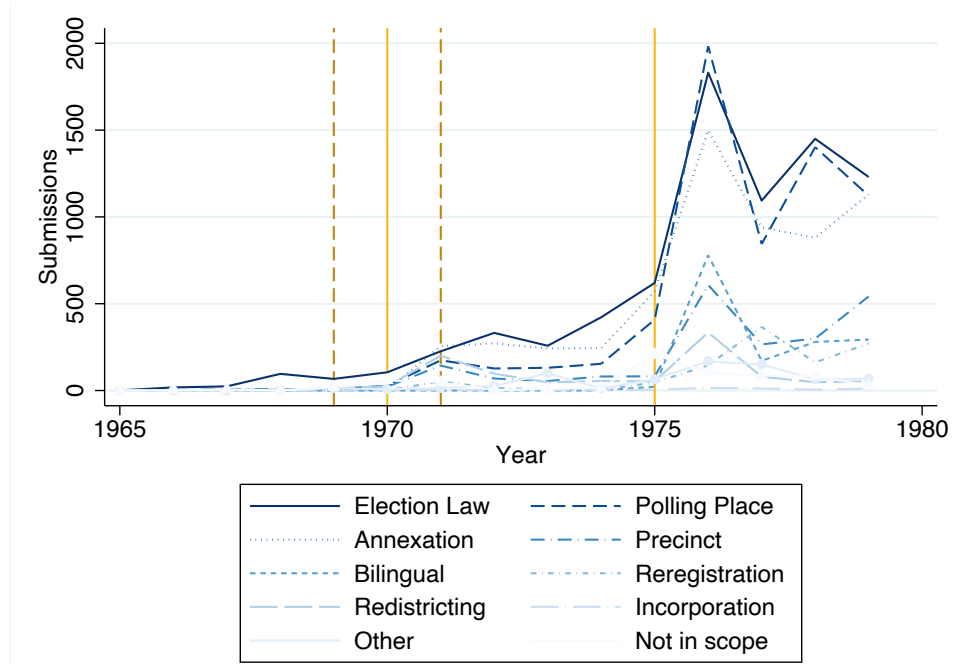 2000
1500
1000
500
0
Submissions
1965 1970 1975 1980
Year
Election Law Polling Place
Annexation Precinct
Bilingual Reregistration
Redistricting Incorporation
Other Not in scope